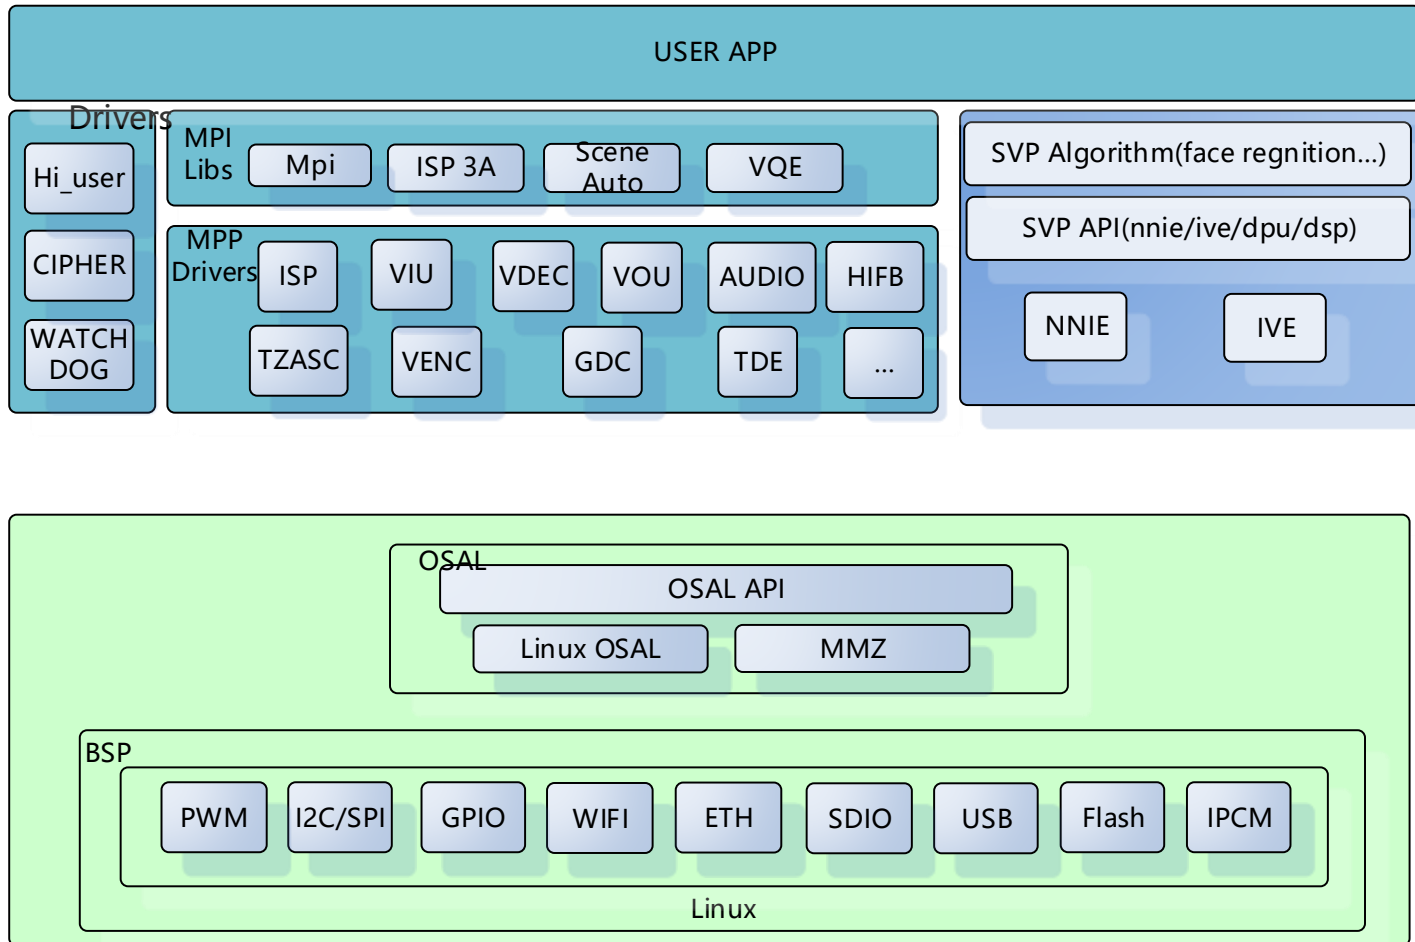 USER APP
Drivers
Hi_user
CIPHER
WATCH
DOG
MPI
Libs
Mpi
ISP 3A
Scene
Auto
VQE
MPP
Drivers
ISP
VIU
VDEC
VOU
AUDIO
HIFB
TZASC
VENC
GDC
TDE
...
SVP Algorithm(face regnition...)
SVP API(nnie/ive/dpu/dsp)
NNIE
IVE
OSAL
OSAL API
Linux OSAL
MMZ
BSP
PWM
I2C/SPI
GPIO
WIFI
ETH
SDIO
USB
Flash
IPCM
Linux